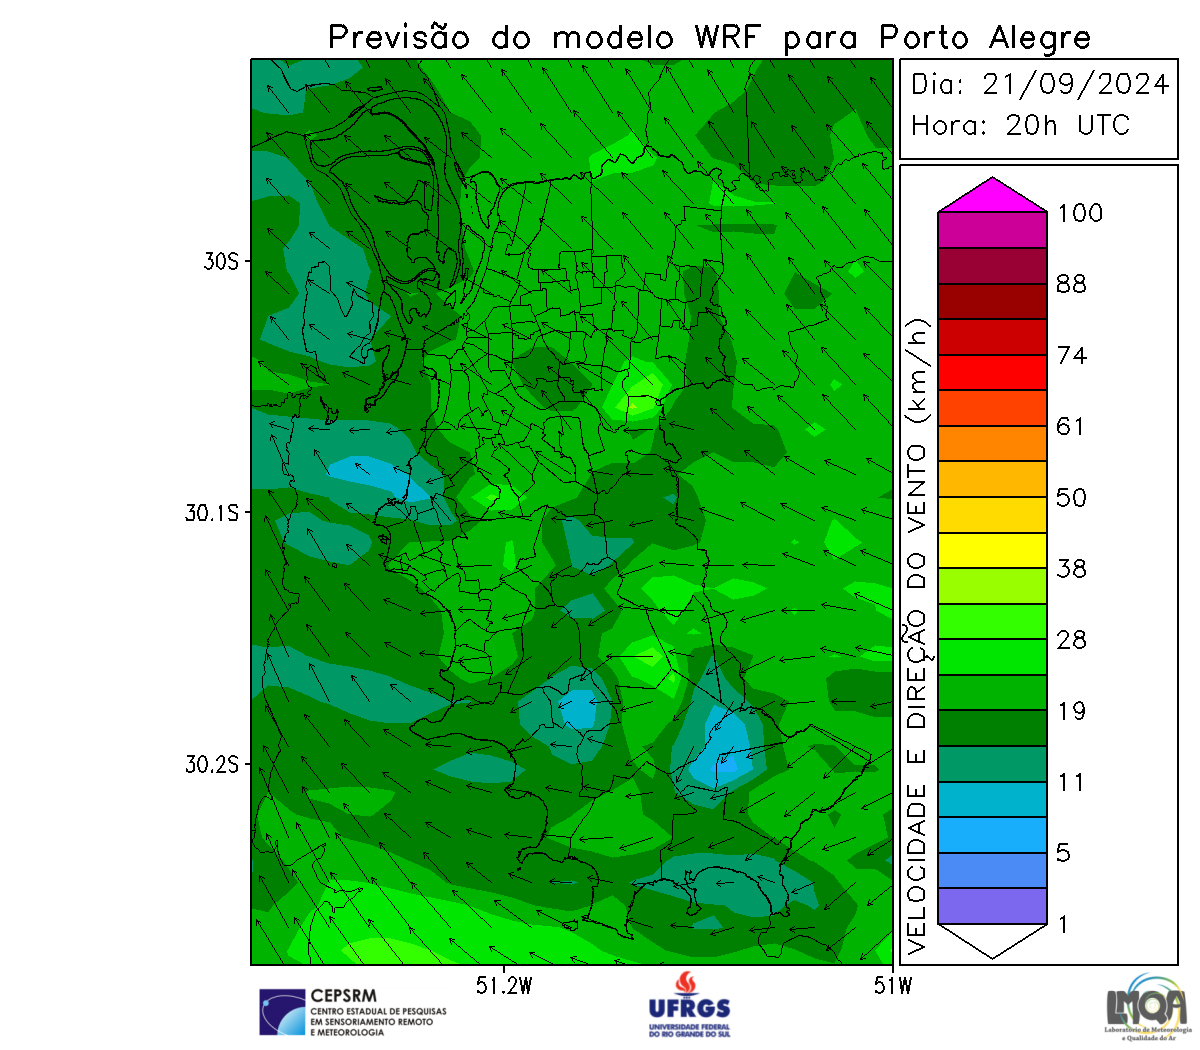 Previsão do modelo WRF para Porto Alegre
Dia: 21/09/2024
Hora: 20h UTC
30S
30.1S
30.2S
51.2W
51W
VELOCIDADE E DIREÇÃO DO VENTO (km/h)
100
88
74
61
50
38
28
19
11
5
1
CEPSRM
CENTRO ESTADUAL DE PESQUISAS
EM SENSORIAMENTO REMOTO
E METEOROLOGIA
UFRGS
UNIVERSIDADE FEDERAL
DO RIO GRANDE DO SUL
LMQA
Laboratório de Meteorologia
e Qualidade do Ar